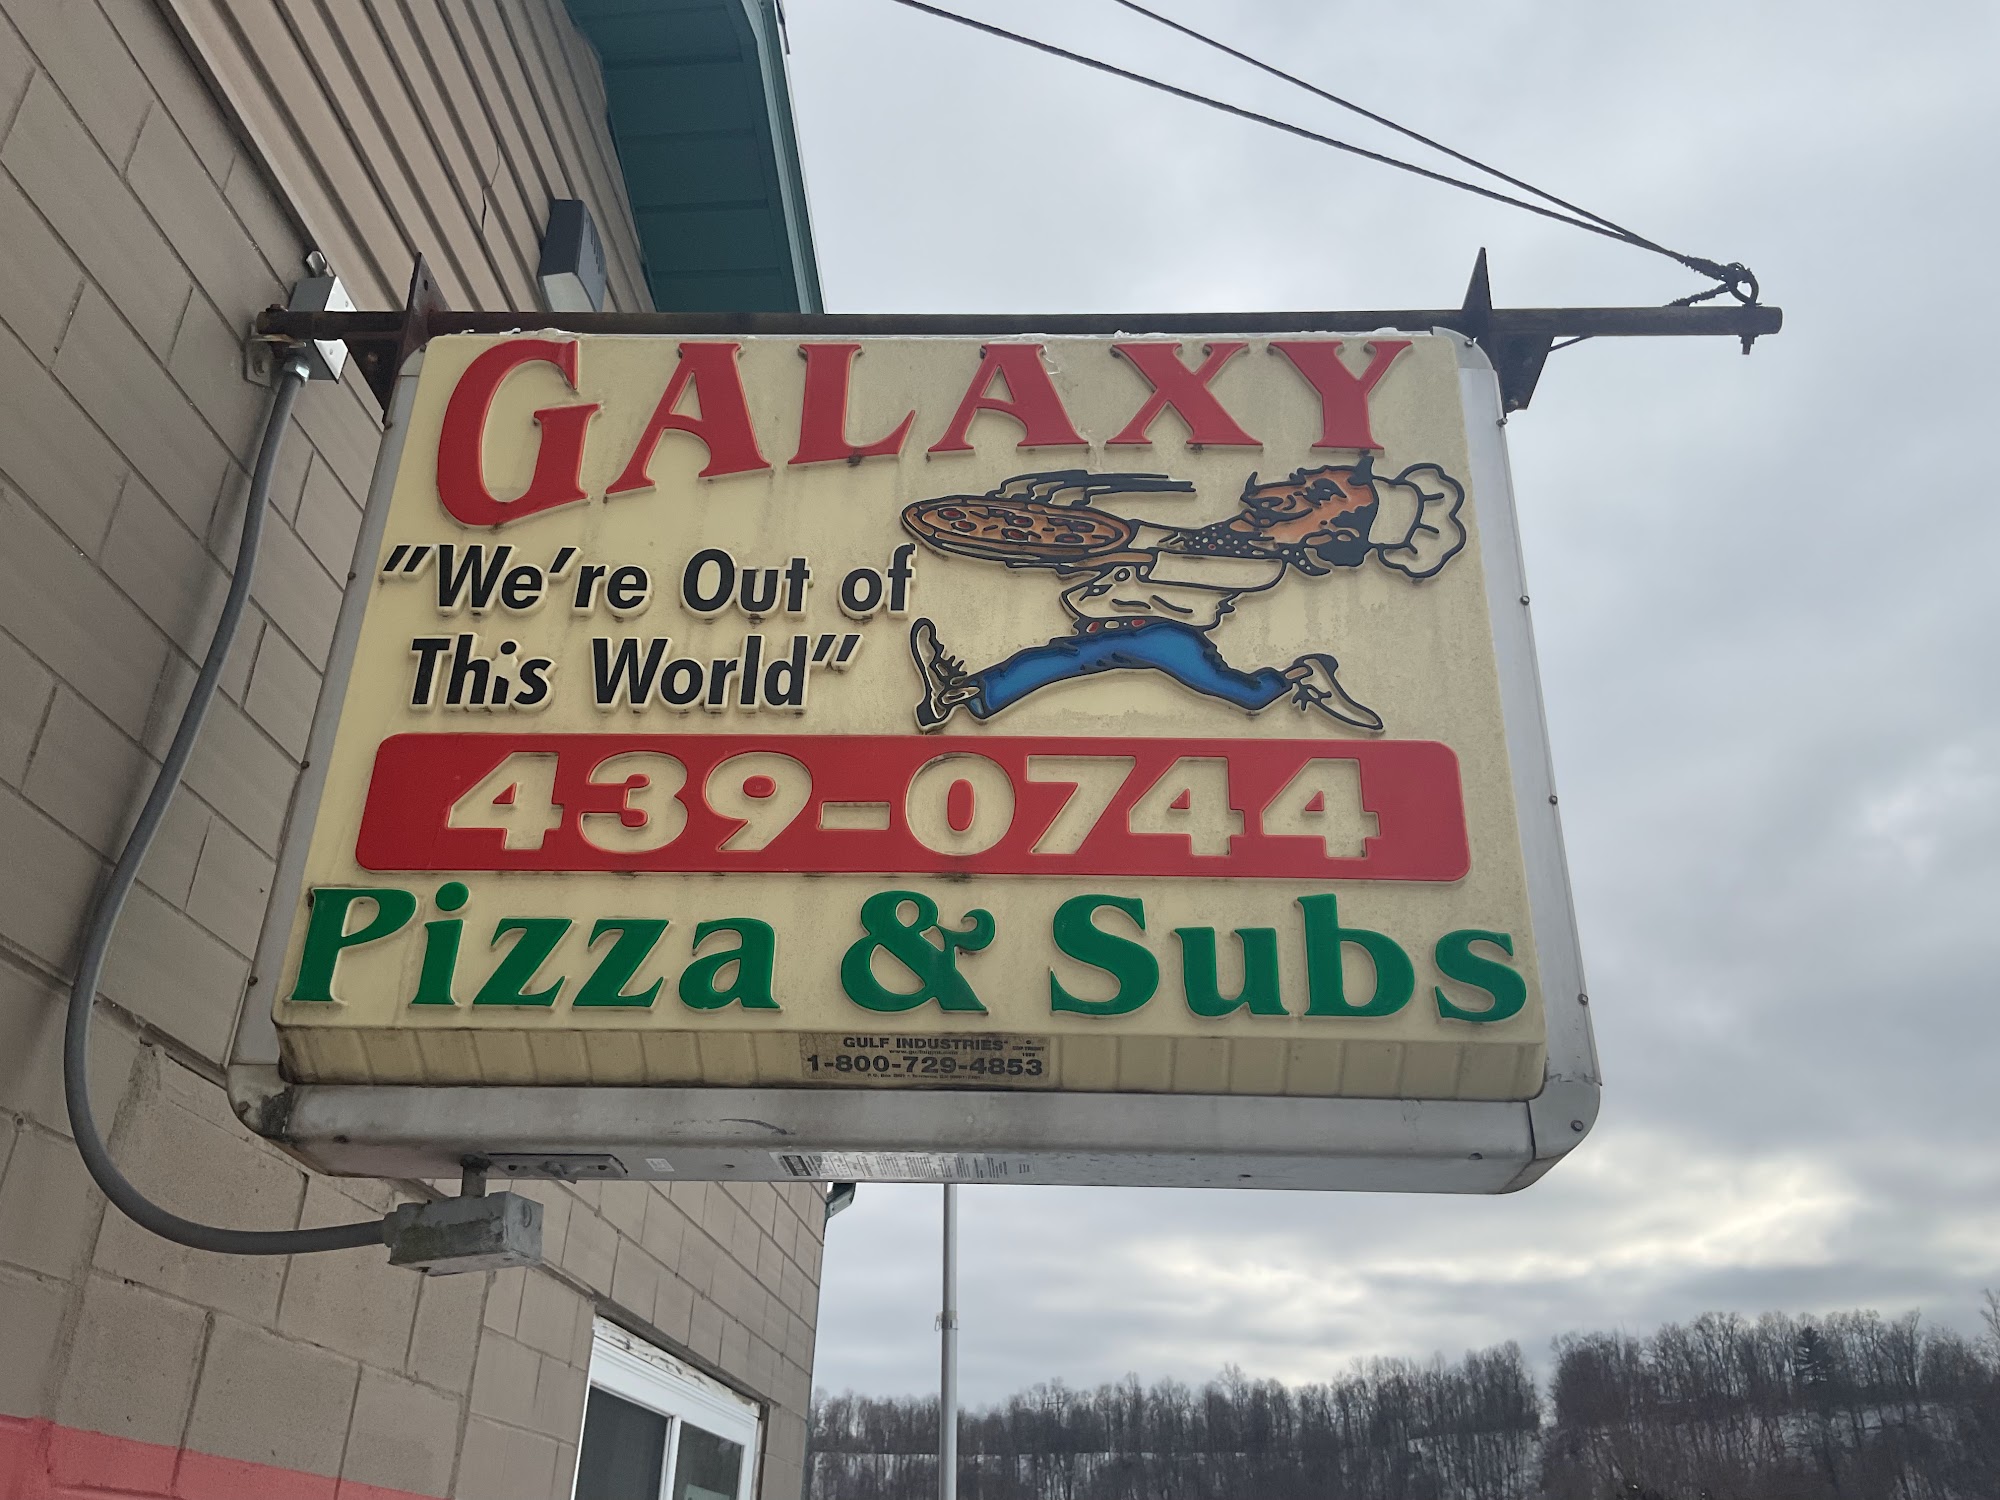 GALAXY
"We're Out of
This World"
439-0744
Pizza & Subs
GULF INDUSTRIES
1-800-729-4853